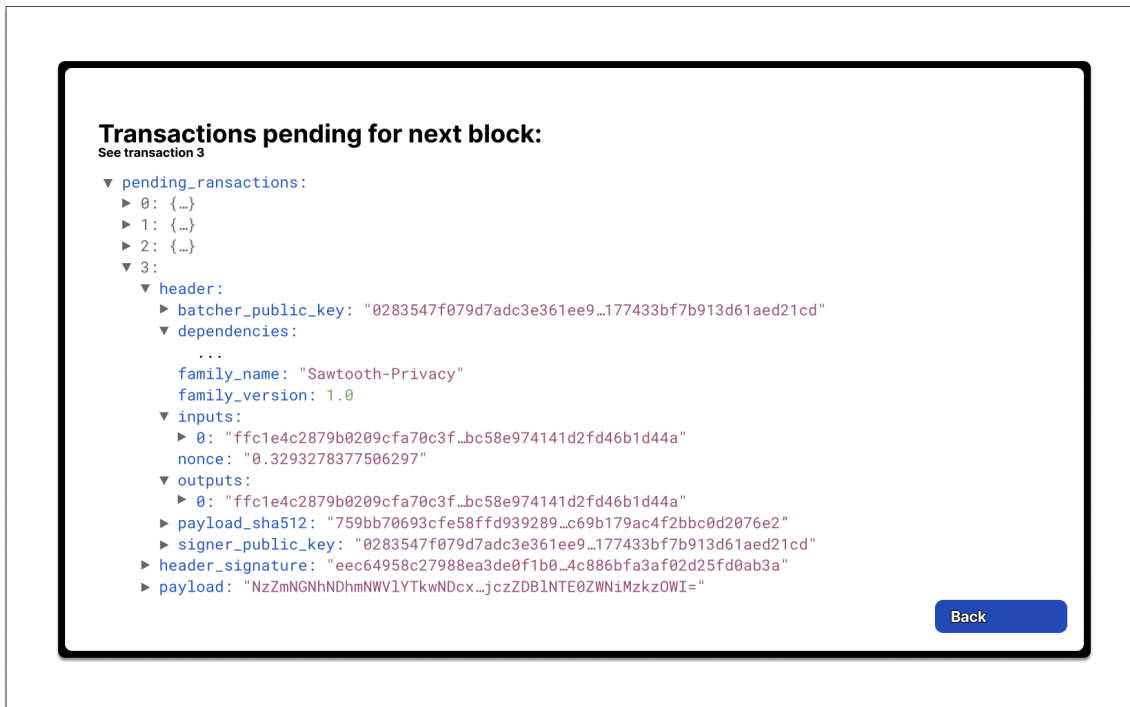 Transactions pending for next block:
See transaction 3
▼ pending_ransactions:
▶ 0: {…}
▶ 1: {…}
▶ 2: {…}
▼ 3:
▼ header:
▶ batcher_public_key: "0283547f079d7adc3e361ee9…177433bf7b913d61aed21cd"
▼ dependencies:
...
family_name: "Sawtooth-Privacy"
family_version: 1.0
▼ inputs:
▶ 0: "ffc1e4c2879b0209cfa70c3f…bc58e974141d2fd46b1d44a"
nonce: "0.3293278377506297"
▼ outputs:
▶ 0: "ffc1e4c2879b0209cfa70c3f…bc58e974141d2fd46b1d44a"
▶ payload_sha512: "759bb70693cfe58ffd939289…c69b179ac4f2bbc0d2076e2”
▶ signer_public_key: "0283547f079d7adc3e361ee9…177433bf7b913d61aed21cd"
▶ header_signature: "eec64958c27988ea3de0f1b0…4c886bfa3af02d25fd0ab3a"
▶ payload: "NzZmNGNhNDhmNWVlYTkwNDcx…jczZDBlNTE0ZWNiMzkzOWI="
Back